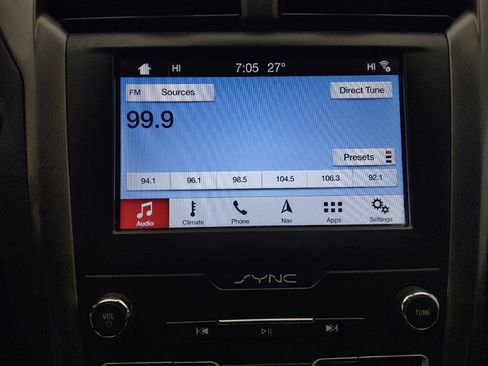 HI 7:05 27° HI
FM Sources Direct Tune
99.9
Presets
94.1 96.1 98.5 104.5 106.3 92.1
Audio Climate Phone Nav Apps Settings
SYNC
VOL TUNE